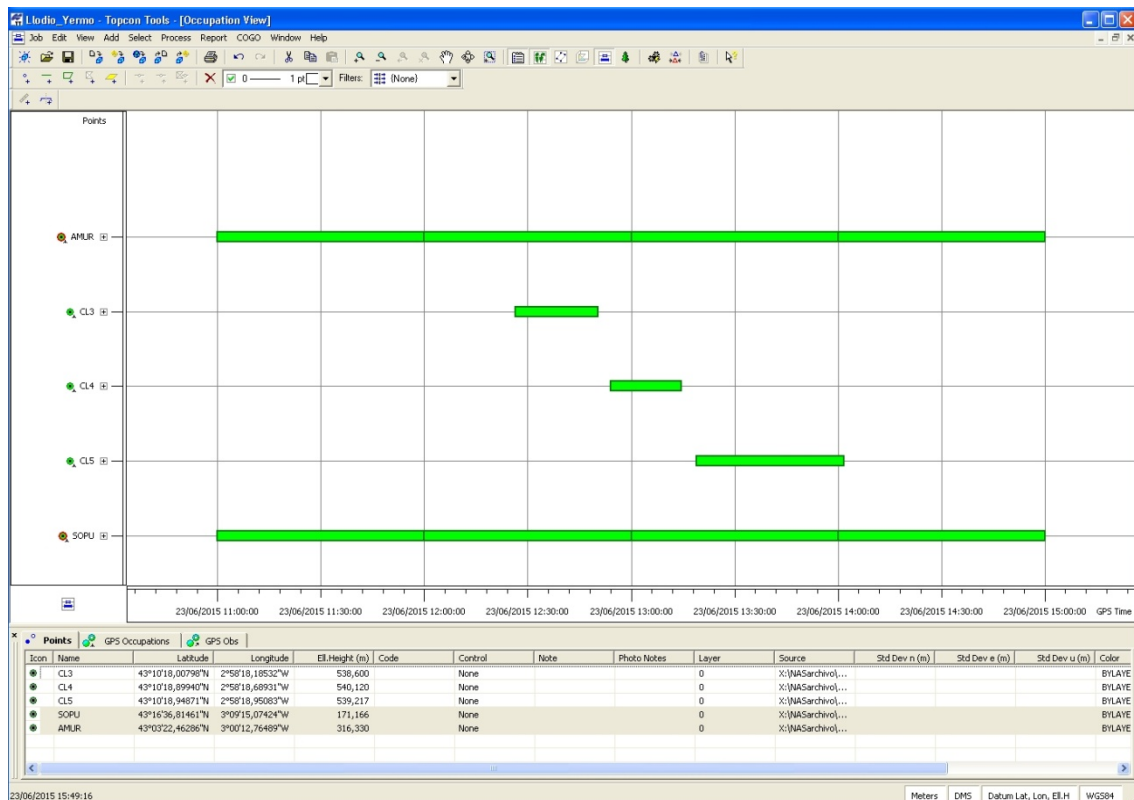 Llodio_Yermo - Topcon Tools - [Occupation View]
Job Edit View Add Select Process Report COGO Window Help
0 1 pt Filters: (None)
Points
AMUR
CL3
CL4
CL5
SOPU
23/06/2015 11:00:00 23/06/2015 11:30:00 23/06/2015 12:00:00 23/06/2015 12:30:00 23/06/2015 13:00:00 23/06/2015 13:30:00 23/06/2015 14:00:00 23/06/2015 14:30:00 23/06/2015 15:00:00 GPS Time
Points GPS Occupations GPS Obs
Icon Name Latitude Longitude Ell.Height (m) Code Control Note Photo Notes Layer Source Std Dev n (m) Std Dev e (m) Std Dev u (m) Color
CL3 43°10'18,00798"N 2°58'18,18532"W 538,600 None 0 X:\NASarchivo\... BYLAYE
CL4 43°10'18,89940"N 2°58'18,68931"W 540,120 None 0 X:\NASarchivo\... BYLAYE
CL5 43°10'18,94871"N 2°58'18,95083"W 539,217 None 0 X:\NASarchivo\... BYLAYE
SOPU 43°16'36,81461"N 3°09'15,07424"W 171,166 None 0 X:\NASarchivo\... BYLAYE
AMUR 43°03'22,46286"N 3°00'12,76489"W 316,330 None 0 X:\NASarchivo\... BYLAYE
23/06/2015 15:49:16 Meters DMS Datum Lat, Lon, Ell.H WGS84